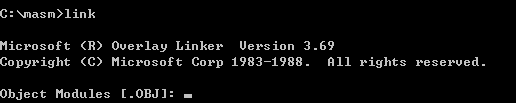 C:\masm>link
Microsoft (R) Overlay Linker  Version 3.69
Copyright (C) Microsoft Corp 1983-1988.  All rights reserved.
Object Modules [.OBJ]: _